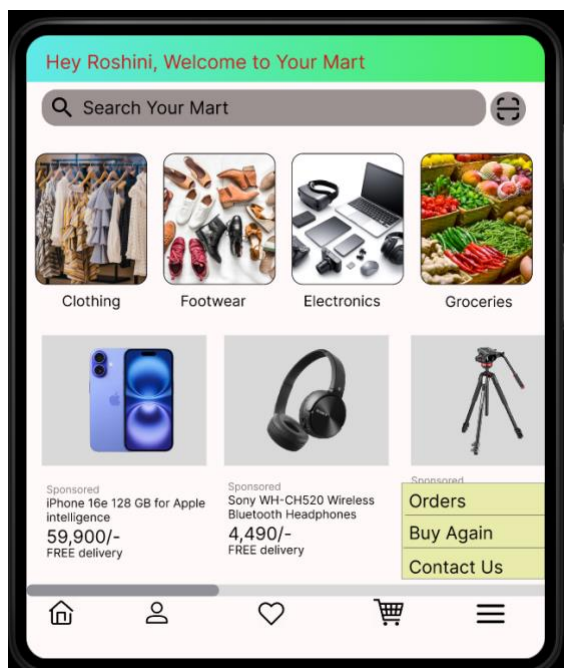 Hey Roshini, Welcome to Your Mart
Search Your Mart
Clothing
Footwear
Electronics
Groceries
Sponsored
iPhone 16e 128 GB for Apple
intelligence
59,900/-
FREE delivery
Sponsored
Sony WH-CH520 Wireless
Bluetooth Headphones
4,490/-
FREE delivery
Sponsored
Orders
Buy Again
Contact Us